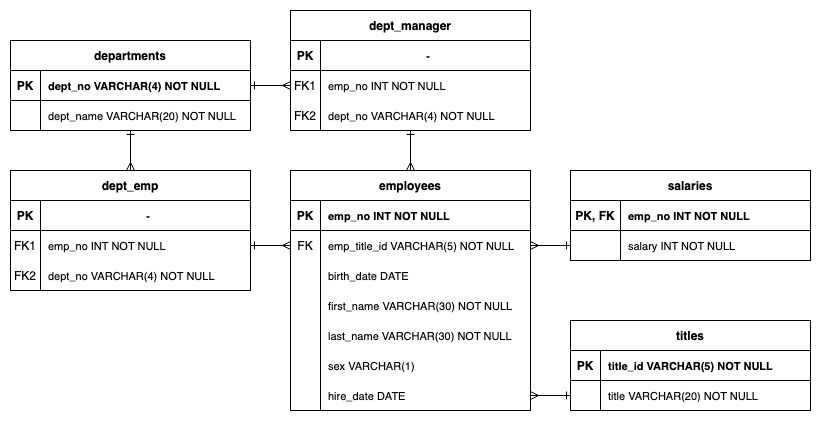 departments
PK dept_no VARCHAR(4) NOT NULL
dept_name VARCHAR(20) NOT NULL
dept_manager
PK -
FK1 emp_no INT NOT NULL
FK2 dept_no VARCHAR(4) NOT NULL
dept_emp
PK -
FK1 emp_no INT NOT NULL
FK2 dept_no VARCHAR(4) NOT NULL
employees
PK emp_no INT NOT NULL
FK emp_title_id VARCHAR(5) NOT NULL
birth_date DATE
first_name VARCHAR(30) NOT NULL
last_name VARCHAR(30) NOT NULL
sex VARCHAR(1)
hire_date DATE
salaries
PK, FK emp_no INT NOT NULL
salary INT NOT NULL
titles
PK title_id VARCHAR(5) NOT NULL
title VARCHAR(20) NOT NULL